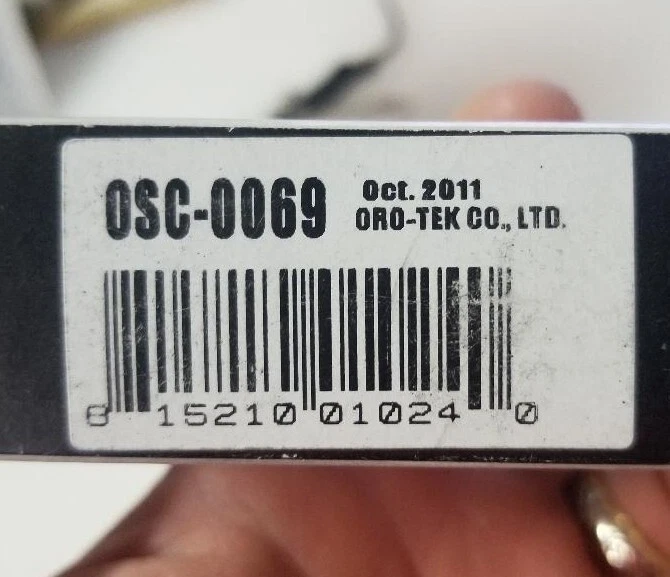 OSC-0069
Oct. 2011
ORO-TEK CO., LTD.
8 15210 01024 0